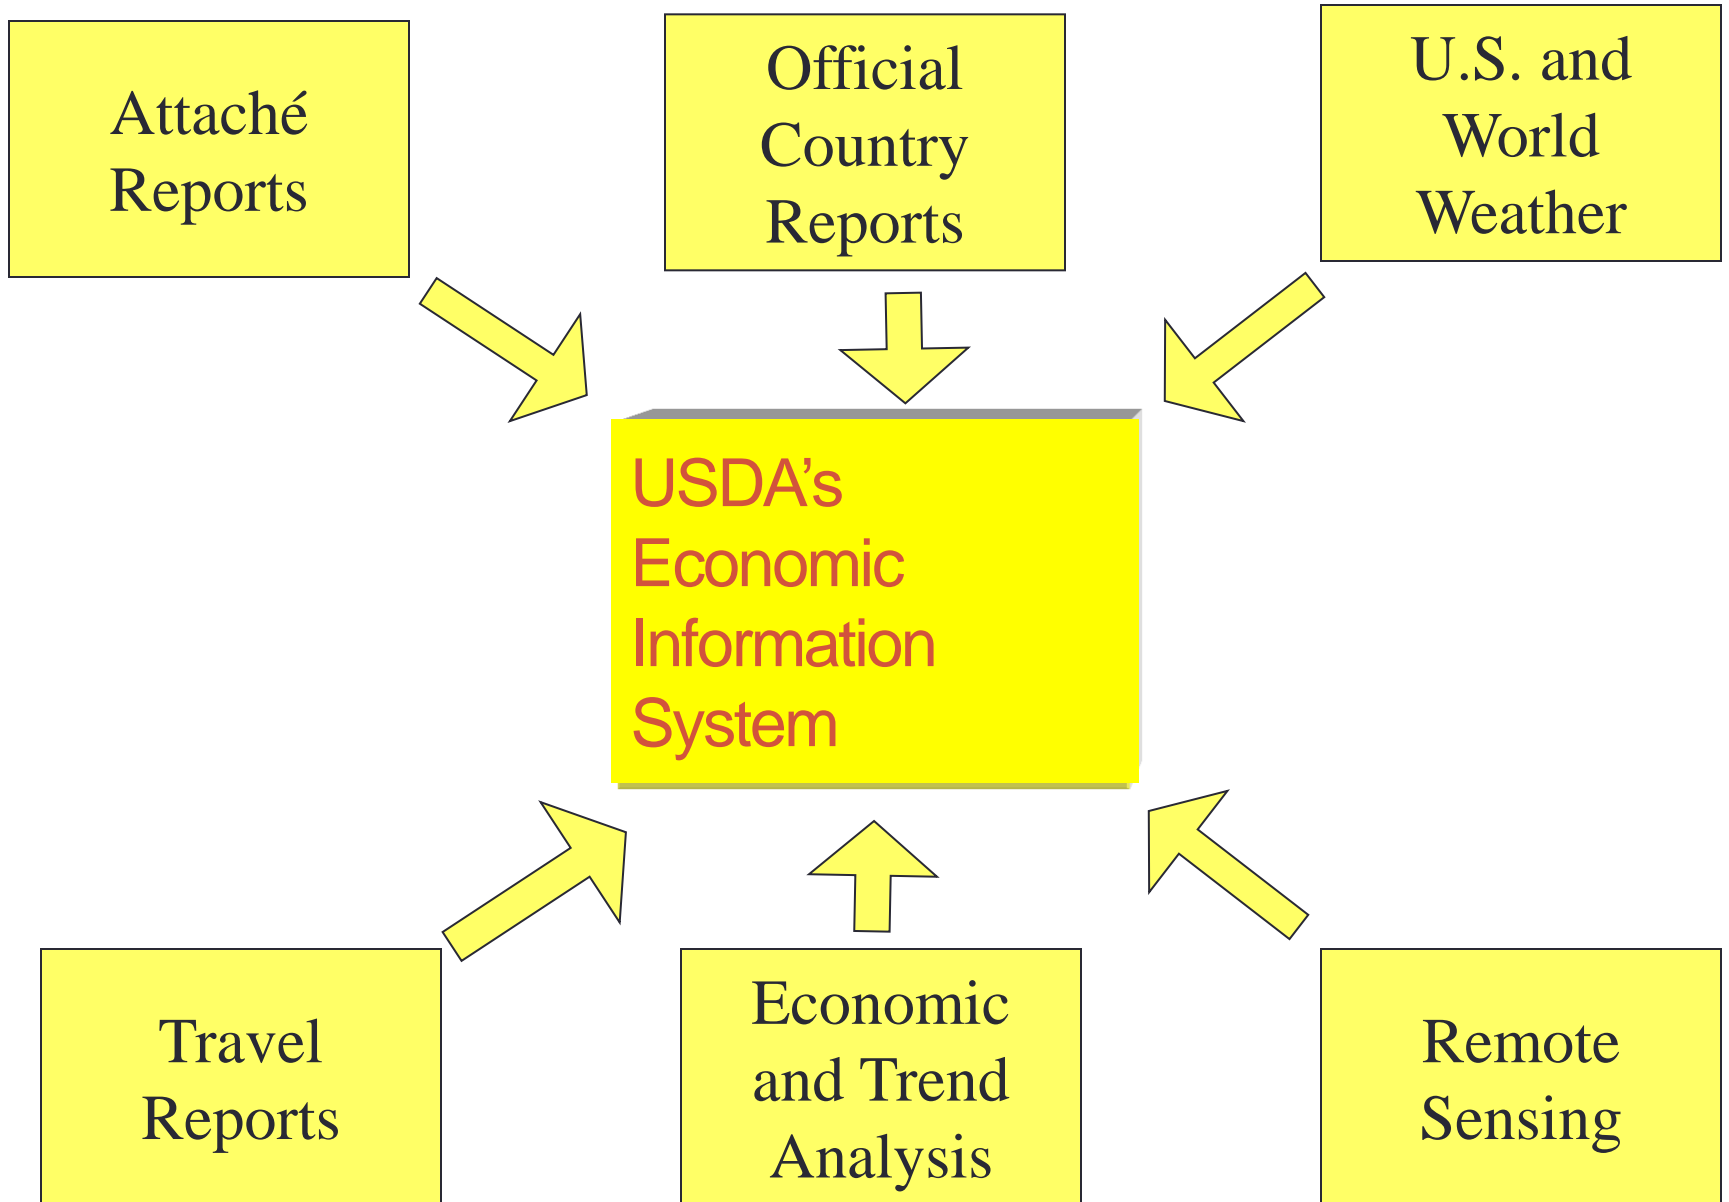 Attaché
Reports
Official
Country
Reports
U.S. and
World
Weather
USDA’s
Economic
Information
System
Travel
Reports
Economic
and Trend
Analysis
Remote
Sensing